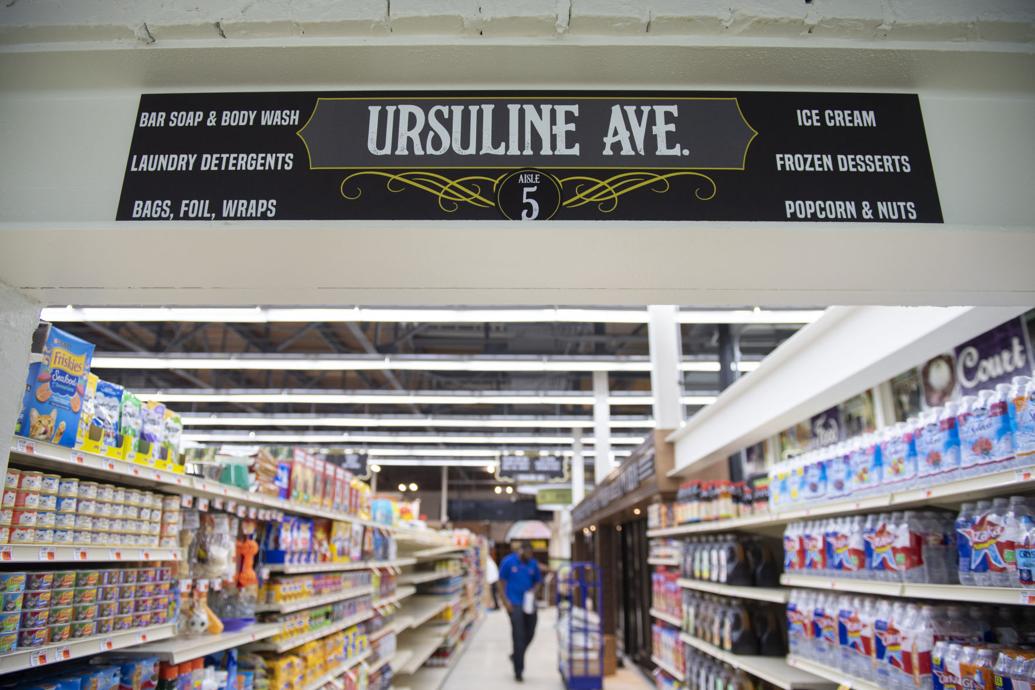 BAR SOAP & BODY WASH
LAUNDRY DETERGENTS
BAGS, FOIL, WRAPS
URSULINE AVE.
AISLE
5
ICE CREAM
FROZEN DESSERTS
POPCORN & NUTS
Friskies
Seafood
Court